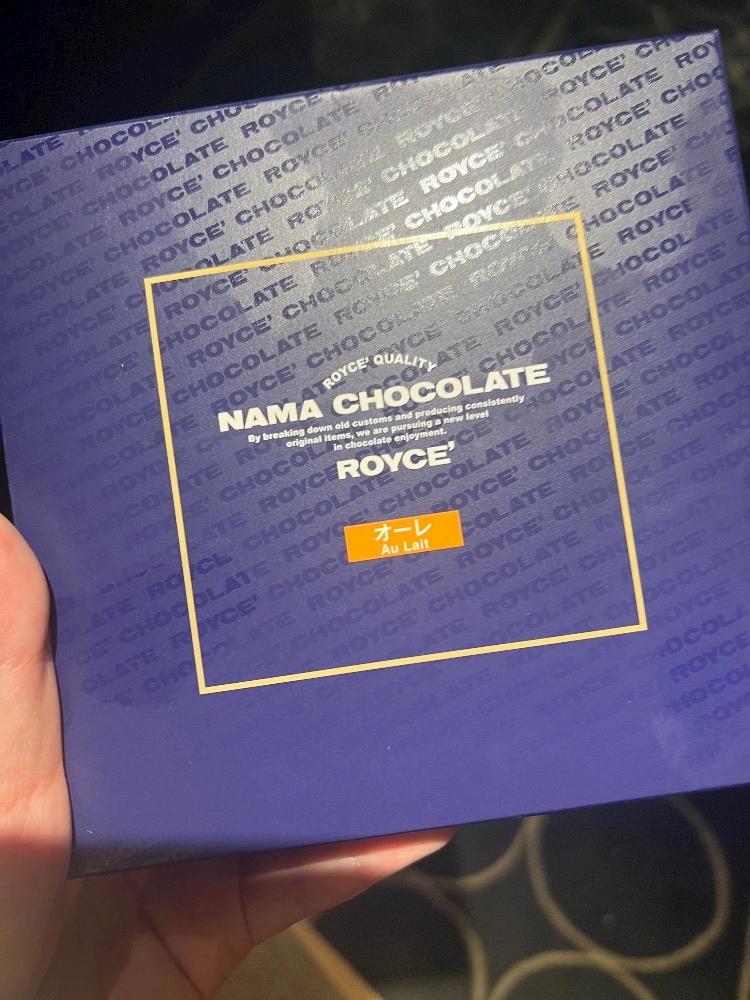 ROYCE' QUALITY
NAMA CHOCOLATE
By breaking down old customs and producing consistently
original items, we are pursuing a new level
in chocolate enjoyment.
ROYCE'
オーレ
Au Lait